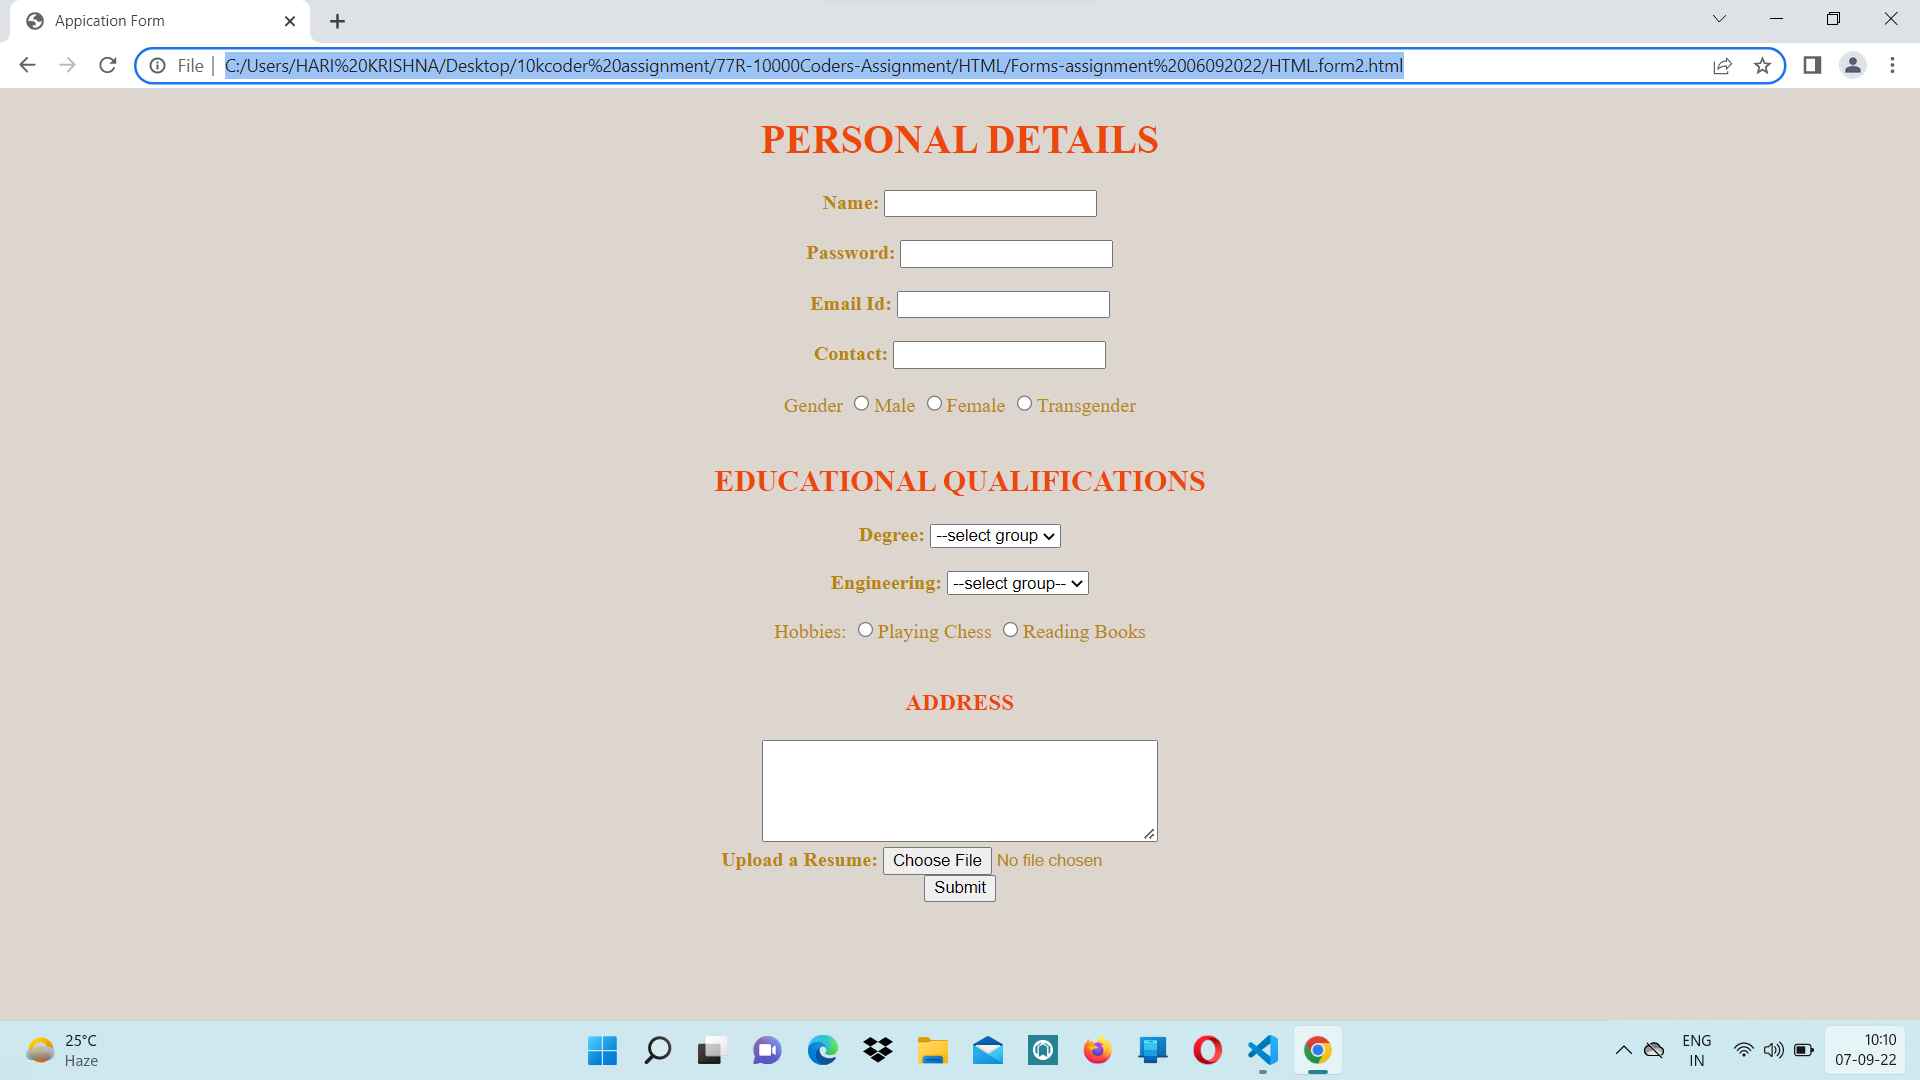 Appication Form
File | C:/Users/HARI%20KRISHNA/Desktop/10kcoder%20assignment/77R-10000Coders-Assignment/HTML/Forms-assignment%2006092022/HTML.form2.html
PERSONAL DETAILS
Name:
Password:
Email Id:
Contact:
Gender Male Female Transgender
EDUCATIONAL QUALIFICATIONS
Degree: --select group
Engineering: --select group--
Hobbies: Playing Chess Reading Books
ADDRESS
Upload a Resume: Choose File No file chosen
Submit
25°C
Haze
ENG
IN
10:10
07-09-22